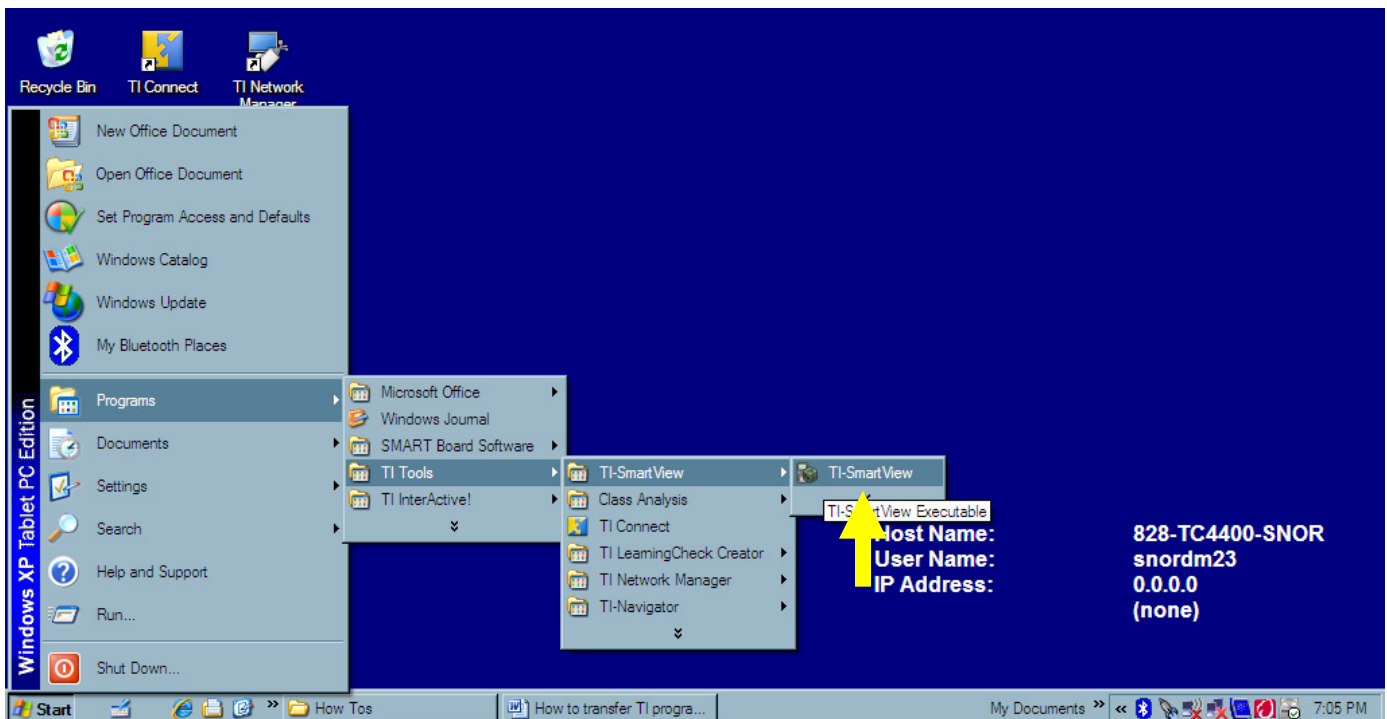 Recycle Bin
TI Connect
TI Network
Manager
New Office Document
Open Office Document
Set Program Access and Defaults
Windows Catalog
Windows Update
My Bluetooth Places
Programs
Documents
Settings
Search
Help and Support
Run...
Shut Down...
Windows XP Tablet PC Edition
Microsoft Office
Windows Journal
SMART Board Software
TI Tools
TI InterActive!
TI-SmartView
Class Analysis
TI Connect
TI LearningCheck Creator
TI Network Manager
TI-Navigator
TI-SmartView
TI-SmartView Executable
Host Name: 828-TC4400-SNOR
User Name: snordm23
IP Address: 0.0.0.0
(none)
Start
How Tos
How to transfer TI progra...
My Documents
7:05 PM